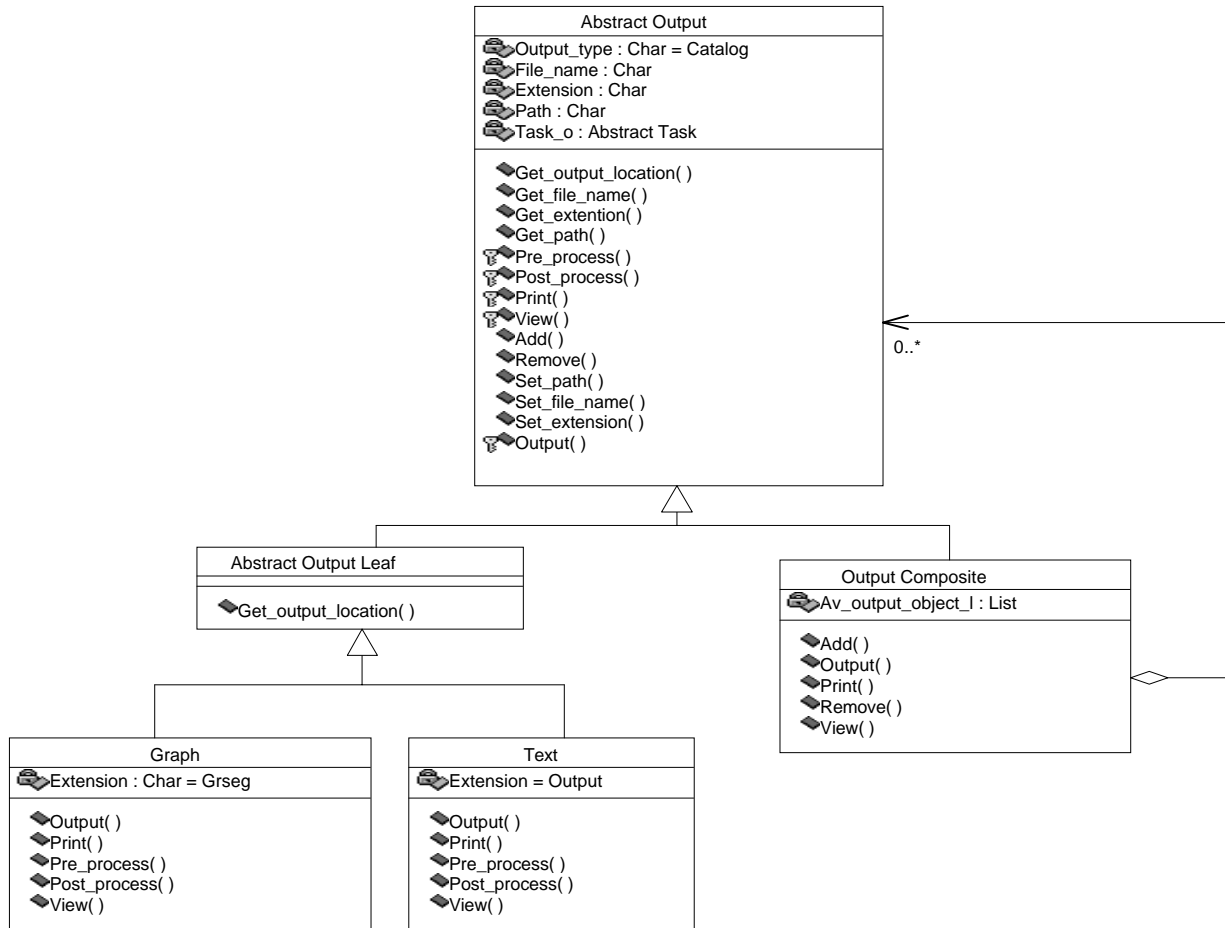 Abstract Output
Output_type : Char = Catalog
File_name : Char
Extension : Char
Path : Char
Task_o : Abstract Task
Get_output_location( )
Get_file_name( )
Get_extention( )
Get_path( )
Pre_process( )
Post_process( )
Print( )
View( )
Add( )
Remove( )
Set_path( )
Set_file_name( )
Set_extension( )
Output( )
0..*
Abstract Output Leaf
Get_output_location( )
Output Composite
Av_output_object_l : List
Add( )
Output( )
Print( )
Remove( )
View( )
Graph
Extension : Char = Grseg
Output( )
Print( )
Pre_process( )
Post_process( )
View( )
Text
Extension = Output
Output( )
Print( )
Pre_process( )
Post_process( )
View( )